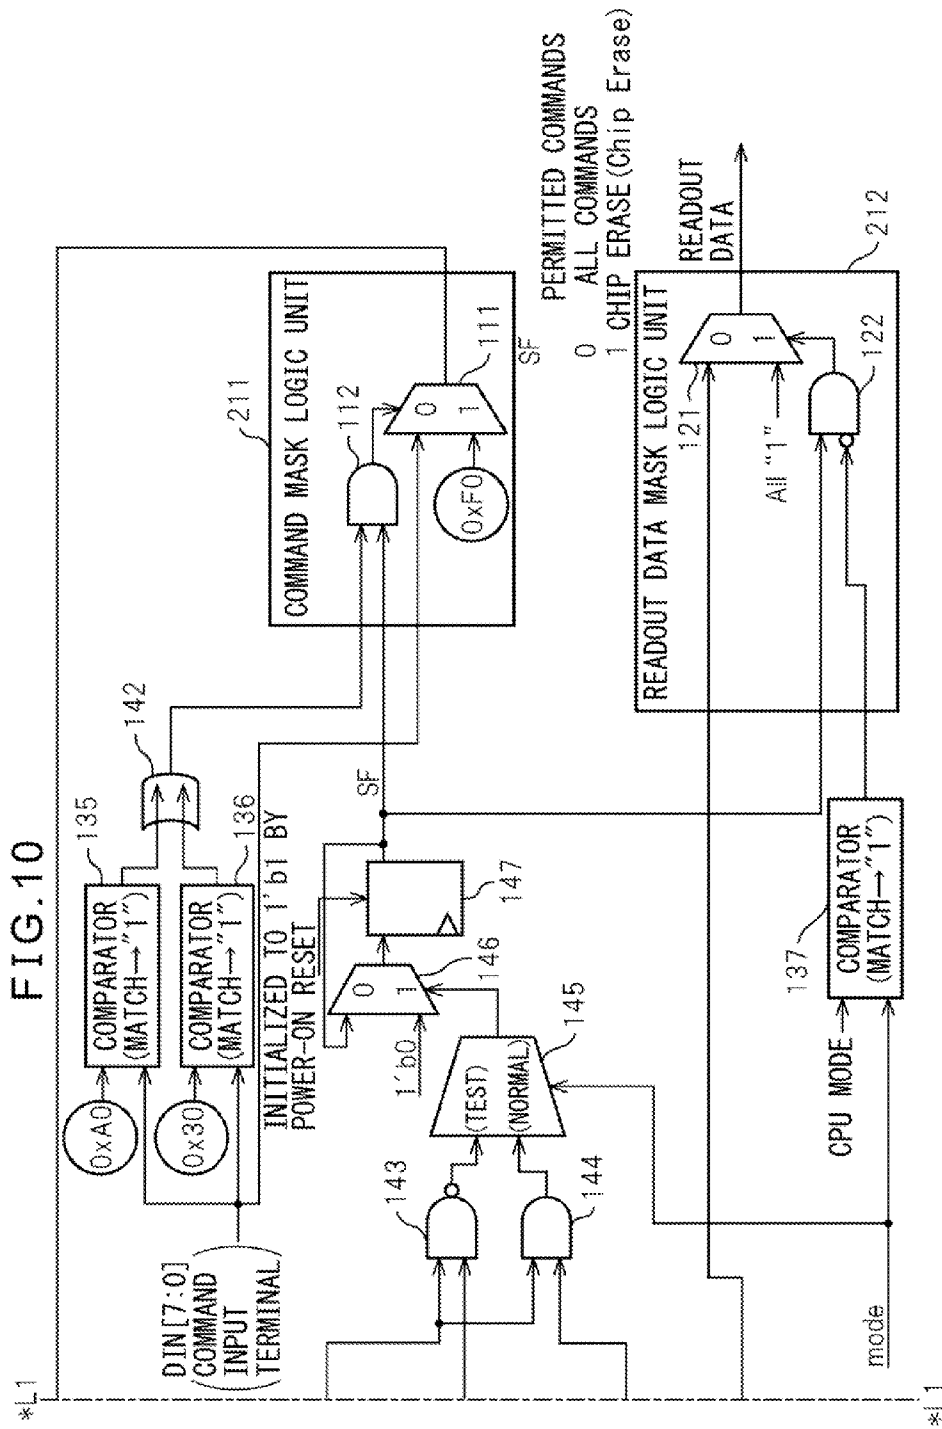 FIG.10
*L1
DIN[7:0]
(COMMAND
INPUT
TERMINAL)
0xA0
0x30
COMPARATOR
(MATCH→"1")
135
COMPARATOR
(MATCH→"1")
136
142
INITIALIZED TO 1'b1 BY
POWER-ON RESET
1'b0
0
1
146
147
SF
143
144
(TEST)
(NORMAL)
145
211
COMMAND MASK LOGIC UNIT
112
0xF0
0
1
111
SF
PERMITTED COMMANDS
0
ALL COMMANDS
1 CHIP ERASE(Chip Erase)
READOUT DATA MASK LOGIC UNIT
121
0
1
All "1"
122
212
READOUT
DATA
137
COMPARATOR
(MATCH→"1")
CPU MODE
mode
*L1